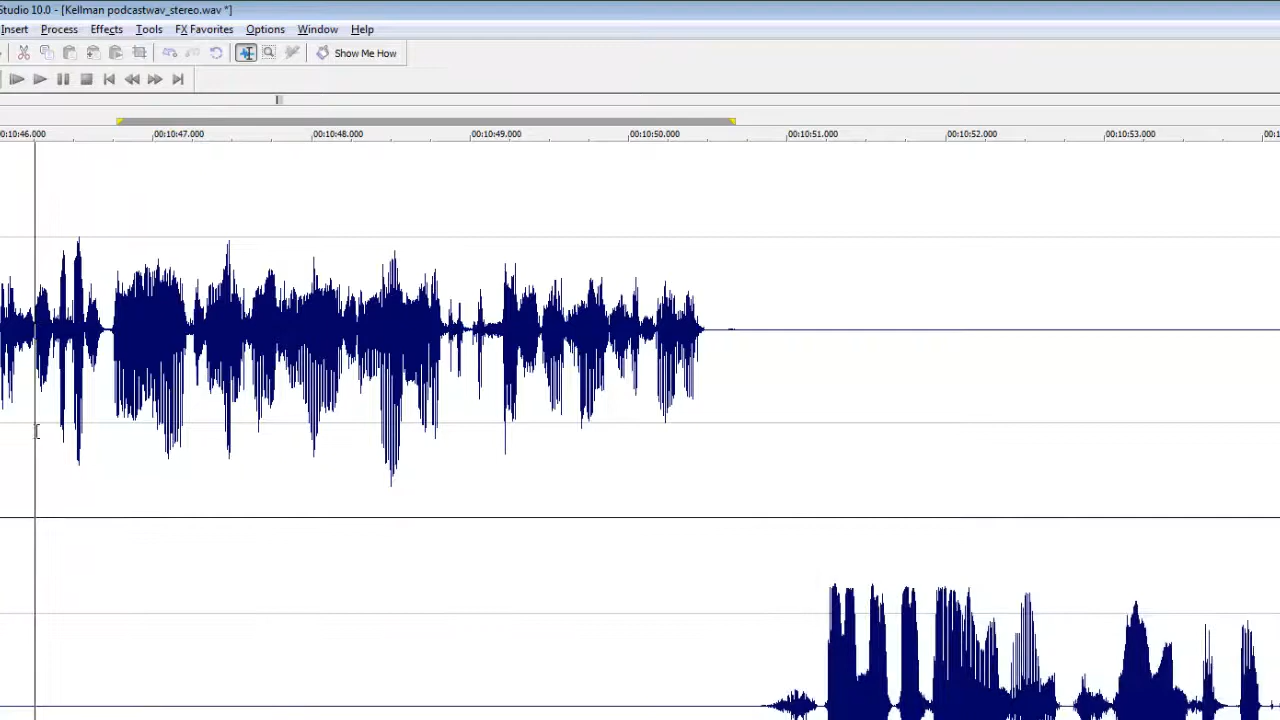 Studio 10.0 - [Kellman podcastwav_stereo.wav *]
Insert Process Effects Tools FX Favorites Options Window Help
Show Me How
00:10:46.000 00:10:47.000 00:10:48.000 00:10:49.000 00:10:50.000 00:10:51.000 00:10:52.000 00:10:53.000